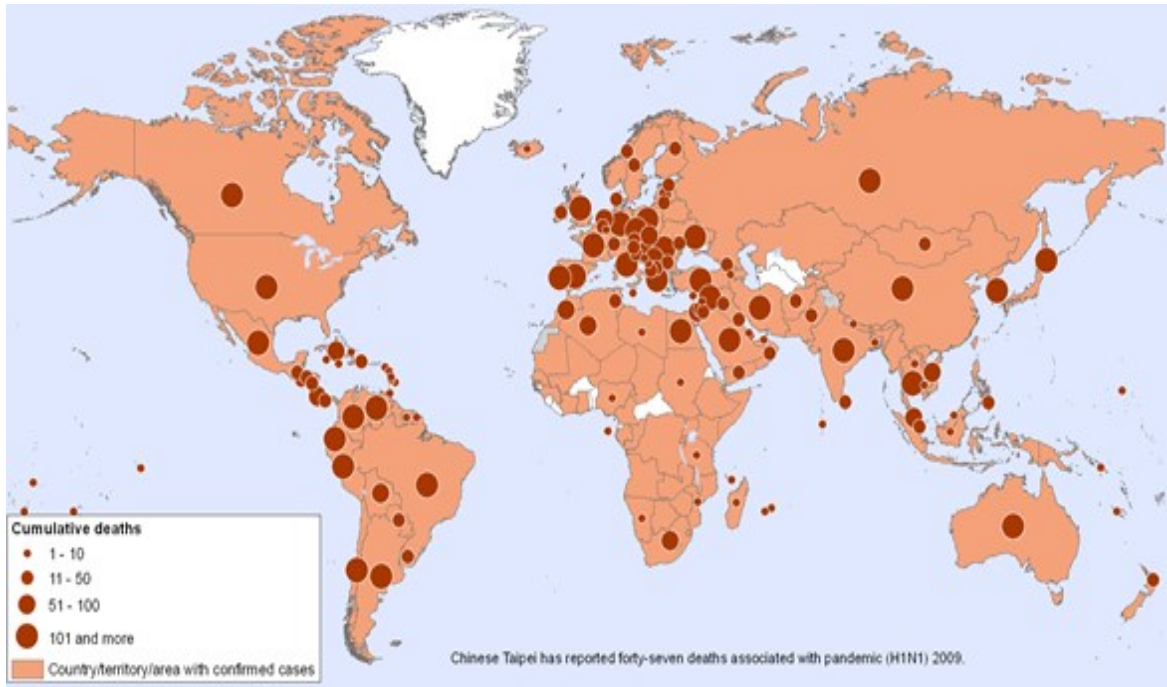 Cumulative deaths
1 - 10
11 - 50
51 - 100
101 and more
Country/territory/area with confirmed cases
Chinese Taipei has reported forty-seven deaths associated with pandemic (H1N1) 2009.